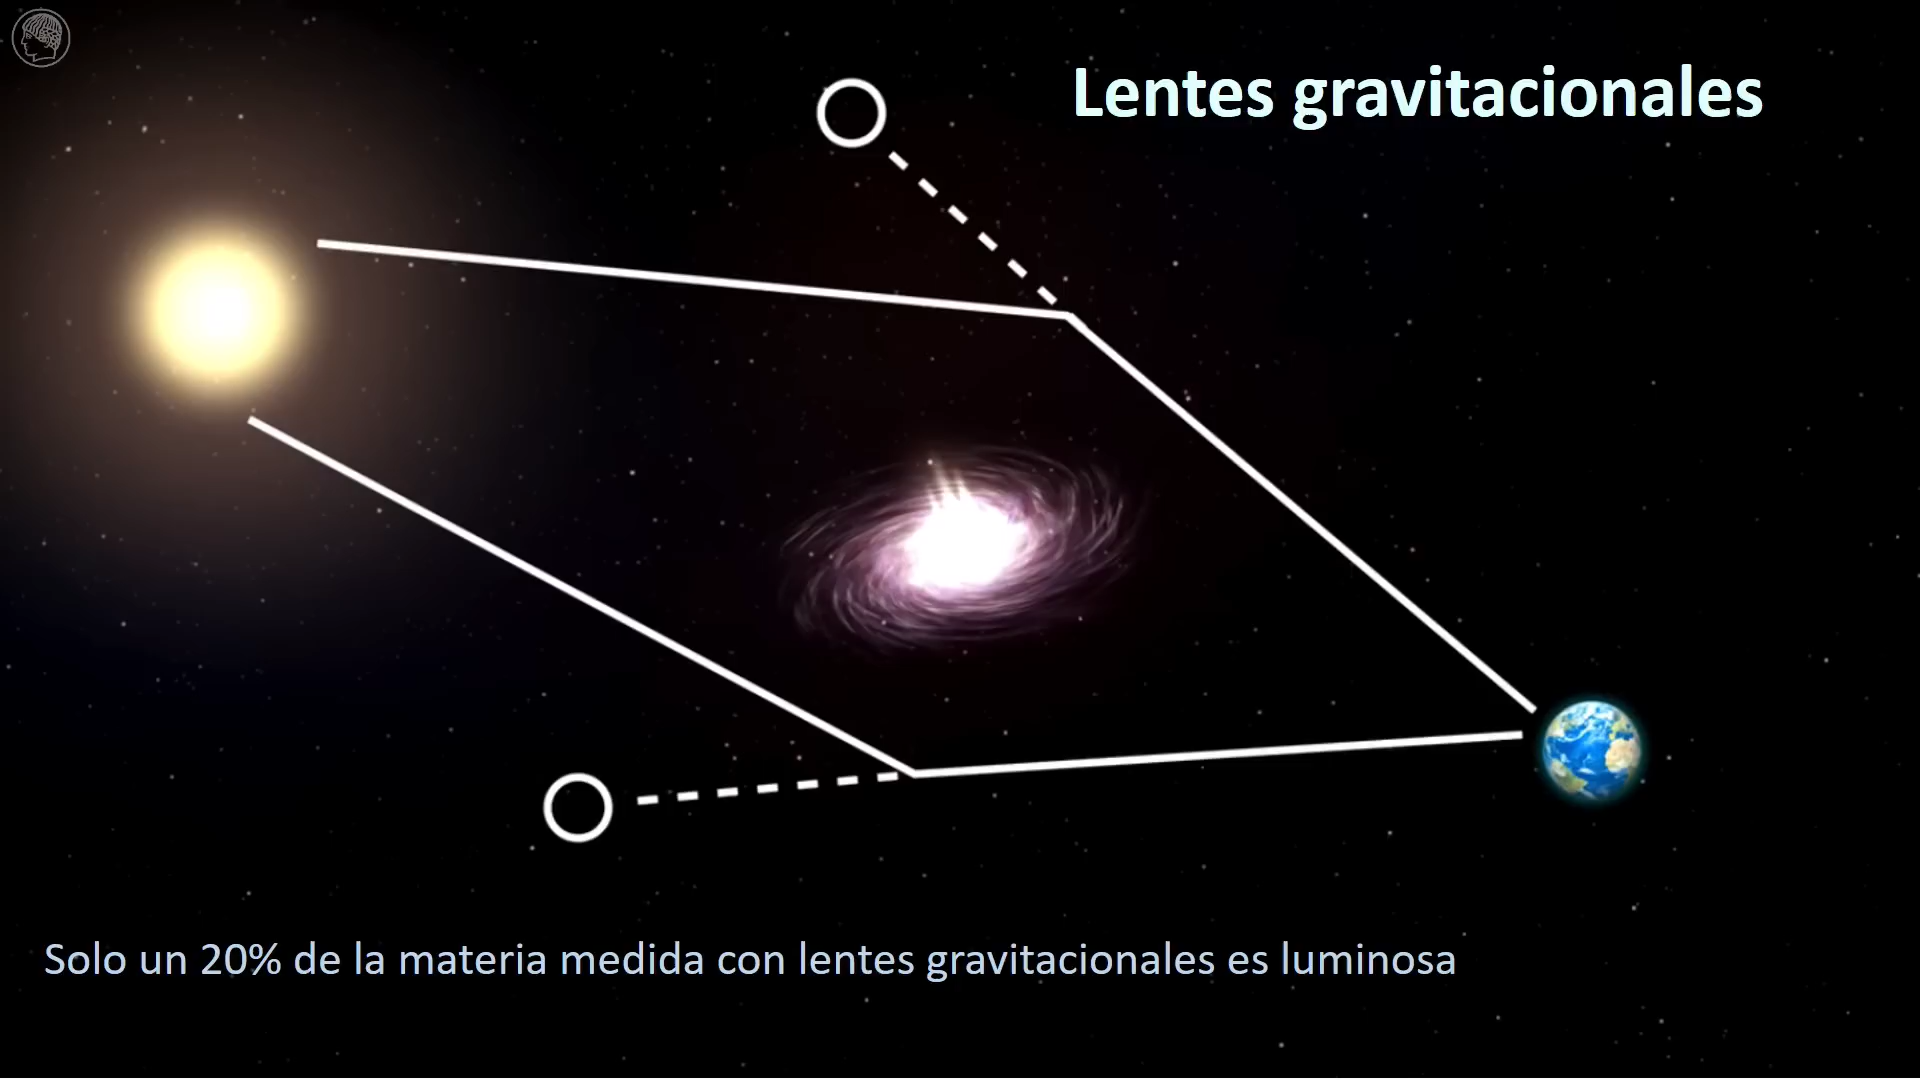 Lentes gravitacionales
Solo un 20% de la materia medida con lentes gravitacionales es luminosa